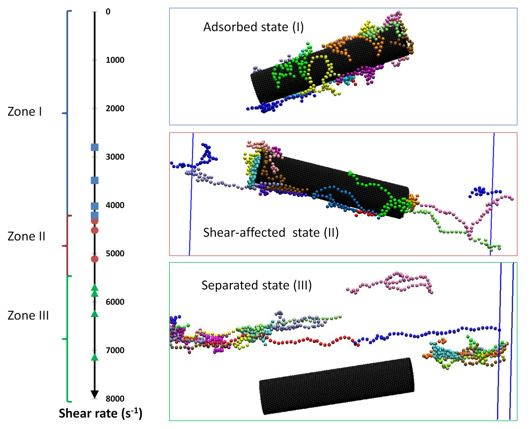 0
1000
2000
3000
4000
5000
6000
7000
8000
Shear rate (s-1)
Zone I
Zone II
Zone III
Adsorbed state (I)
Shear-affected state (II)
Separated state (III)